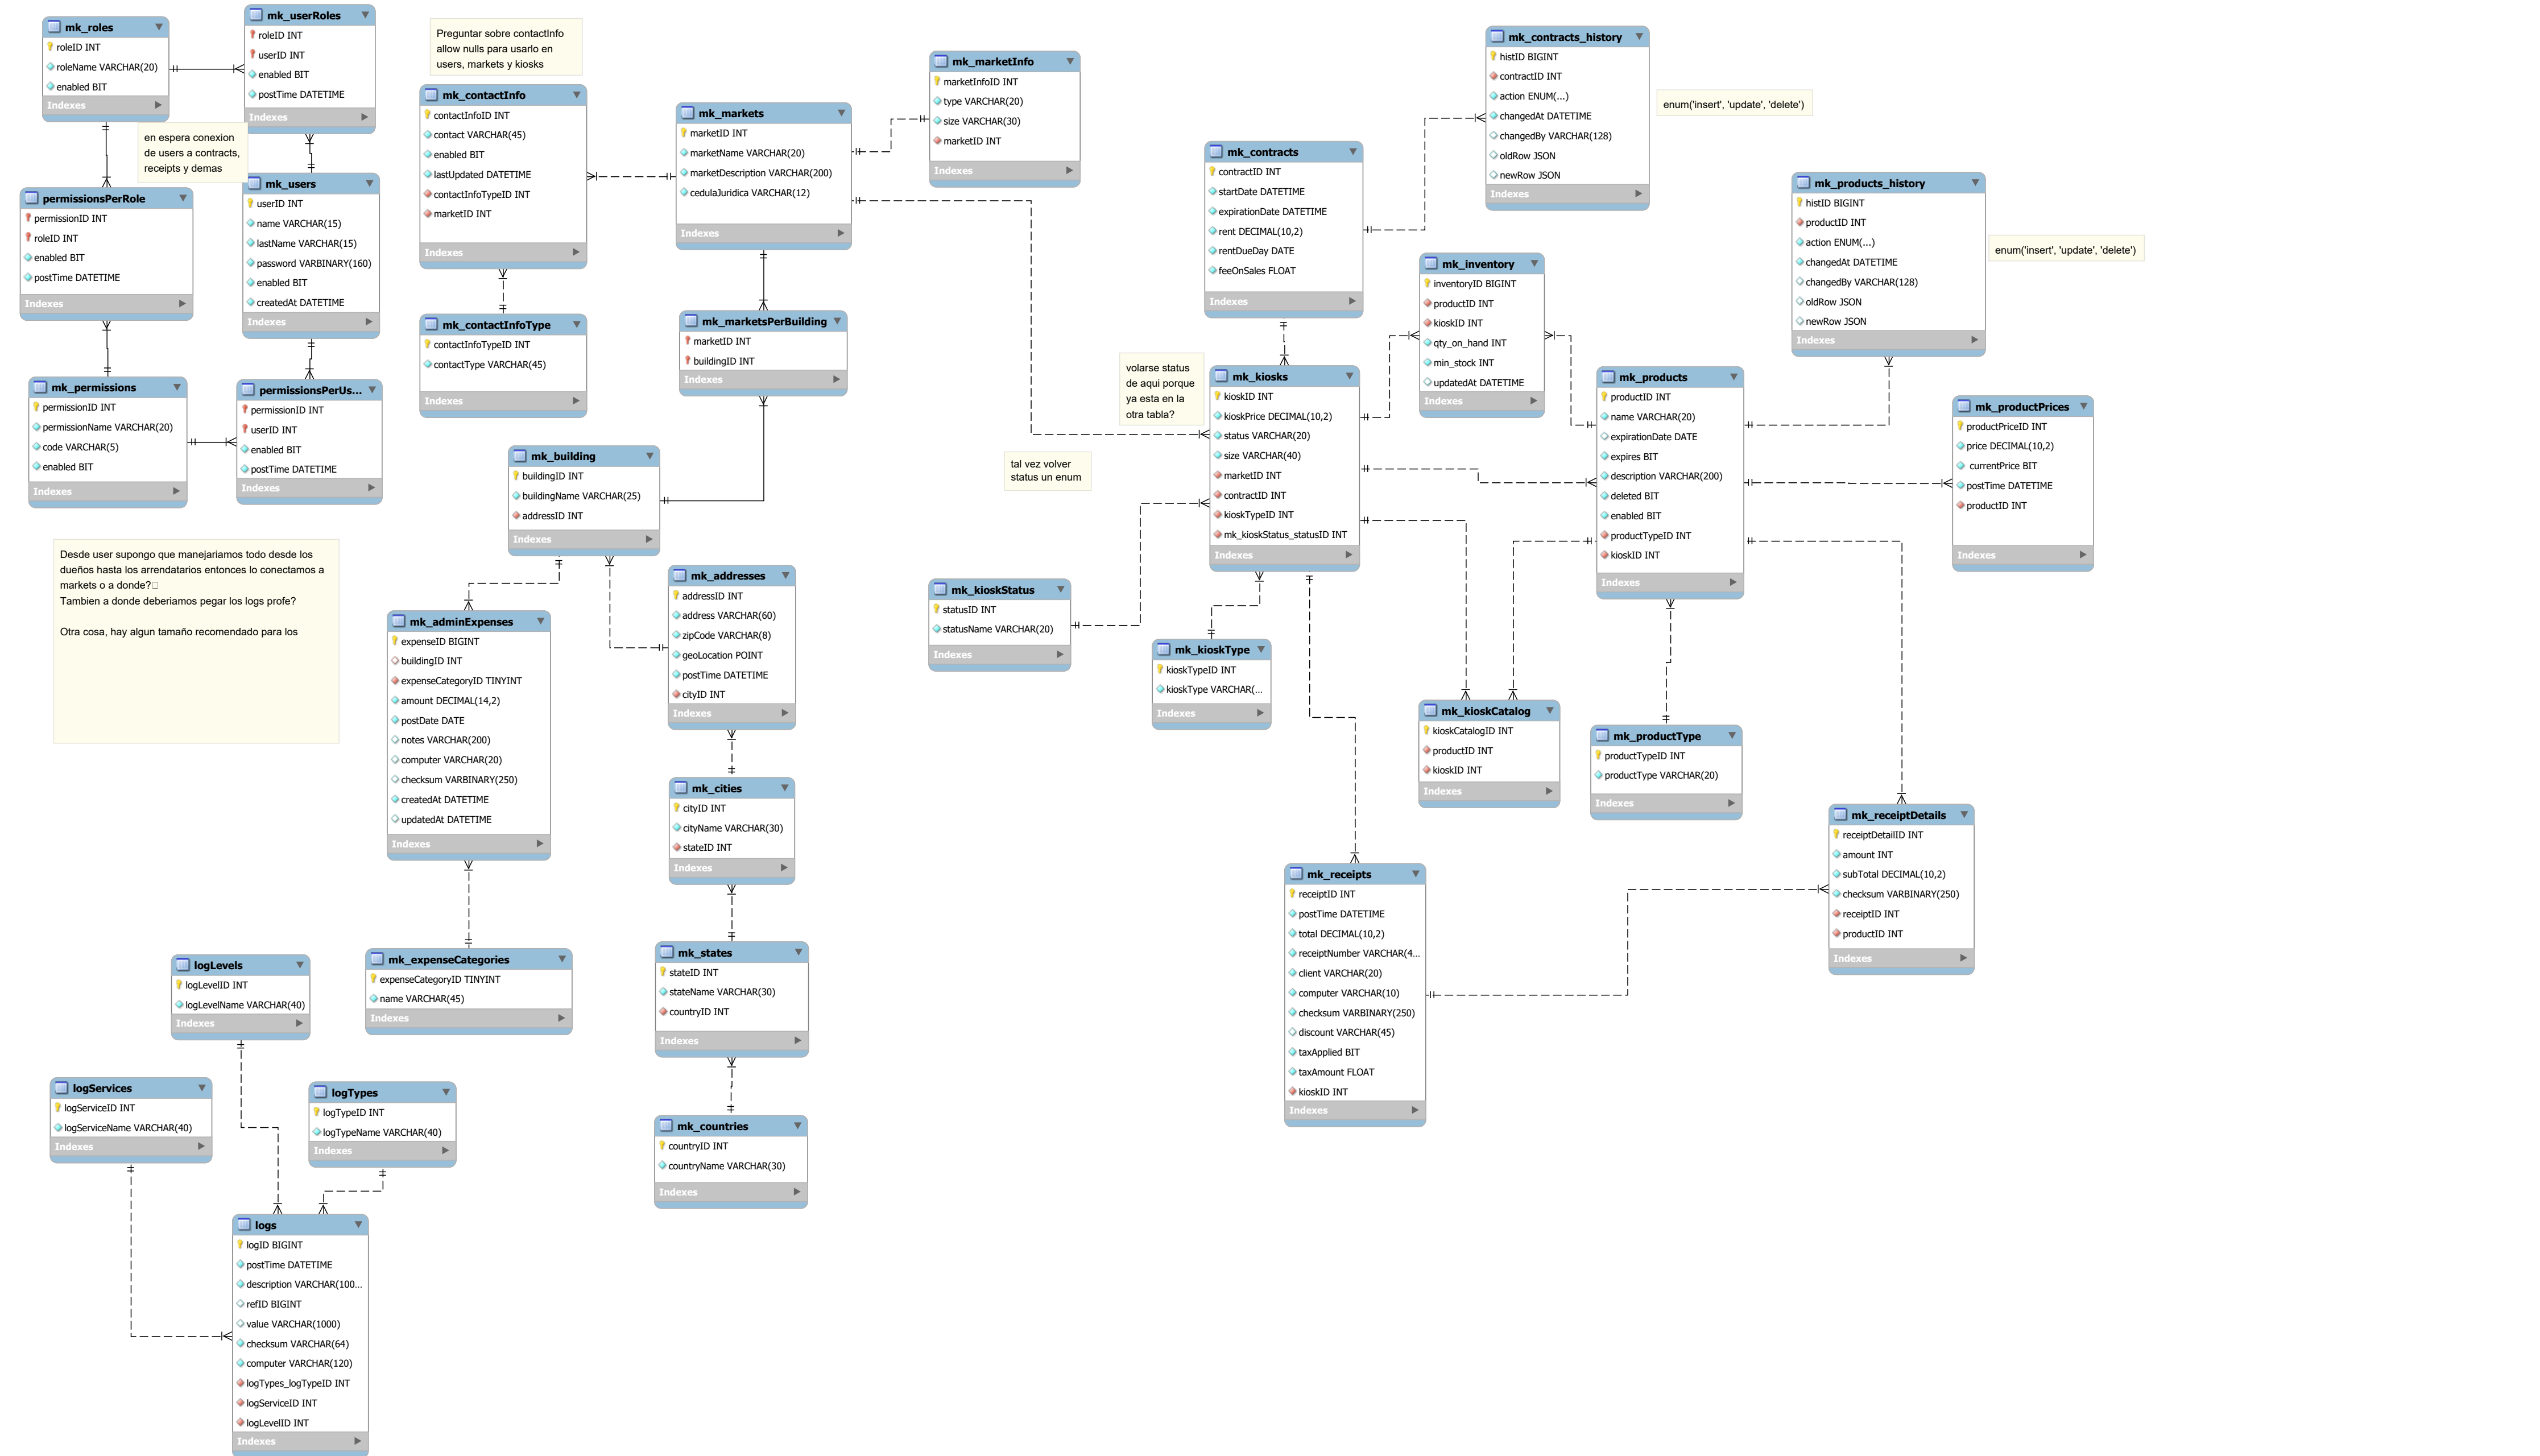 mk_roles
roleID INT
roleName VARCHAR(20)
enabled BIT
Indexes
mk_userRoles
roleID INT
userID INT
enabled BIT
postTime DATETIME
Indexes
en espera conexion
de users a contracts,
receipts y demas
permissionsPerRole
permissionID INT
roleID INT
enabled BIT
postTime DATETIME
Indexes
mk_users
userID INT
name VARCHAR(15)
lastName VARCHAR(15)
password VARBINARY(160)
enabled BIT
createdAt DATETIME
Indexes
mk_permissions
permissionID INT
permissionName VARCHAR(20)
code VARCHAR(5)
enabled BIT
Indexes
permissionsPerUs...
permissionID INT
userID INT
enabled BIT
postTime DATETIME
Indexes
Desde user supongo que manejariamos todo desde los
dueños hasta los arrendatarios entonces lo conectamos a
markets o a donde?
Tambien a donde deberiamos pegar los logs profe?
Otra cosa, hay algun tamaño recomendado para los
Preguntar sobre contactInfo
allow nulls para usarlo en
users, markets y kiosks
mk_contactInfo
contactInfoID INT
contact VARCHAR(45)
enabled BIT
lastUpdated DATETIME
contactInfoTypeID INT
marketID INT
Indexes
mk_contactInfoType
contactInfoTypeID INT
contactType VARCHAR(45)
Indexes
mk_markets
marketID INT
marketName VARCHAR(20)
marketDescription VARCHAR(200)
cedulaJuridica VARCHAR(12)
Indexes
mk_marketInfo
marketInfoID INT
type VARCHAR(20)
size VARCHAR(30)
marketID INT
Indexes
mk_marketsPerBuilding
marketID INT
buildingID INT
Indexes
mk_building
buildingID INT
buildingName VARCHAR(25)
addressID INT
Indexes
mk_adminExpenses
expenseID BIGINT
buildingID INT
expenseCategoryID TINYINT
amount DECIMAL(14,2)
postDate DATE
notes VARCHAR(200)
computer VARCHAR(20)
checksum VARBINARY(250)
createdAt DATETIME
updatedAt DATETIME
Indexes
mk_expenseCategories
expenseCategoryID TINYINT
name VARCHAR(45)
Indexes
mk_addresses
addressID INT
address VARCHAR(60)
zipCode VARCHAR(8)
geoLocation POINT
postTime DATETIME
cityID INT
Indexes
mk_cities
cityID INT
cityName VARCHAR(30)
stateID INT
Indexes
mk_states
stateID INT
stateName VARCHAR(30)
countryID INT
Indexes
mk_countries
countryID INT
countryName VARCHAR(30)
Indexes
logLevels
logLevelID INT
logLevelName VARCHAR(40)
Indexes
logServices
logServiceID INT
logServiceName VARCHAR(40)
Indexes
logTypes
logTypeID INT
logTypeName VARCHAR(40)
Indexes
logs
logID BIGINT
postTime DATETIME
description VARCHAR(100...
refID BIGINT
value VARCHAR(1000)
checksum VARCHAR(64)
computer VARCHAR(120)
logTypes_logTypeID INT
logServiceID INT
logLevelID INT
Indexes
mk_contracts
contractID INT
startDate DATETIME
expirationDate DATETIME
rent DECIMAL(10,2)
rentDueDay DATE
feeOnSales FLOAT
Indexes
mk_contracts_history
histID BIGINT
contractID INT
action ENUM(...)
changedAt DATETIME
changedBy VARCHAR(128)
oldRow JSON
newRow JSON
Indexes
enum('insert', 'update', 'delete')
mk_inventory
inventoryID BIGINT
productID INT
kioskID INT
qty_on_hand INT
min_stock INT
updatedAt DATETIME
Indexes
mk_products_history
histID BIGINT
productID INT
action ENUM(...)
changedAt DATETIME
changedBy VARCHAR(128)
oldRow JSON
newRow JSON
Indexes
enum('insert', 'update', 'delete')
volarse status
de aqui porque
ya esta en la
otra tabla?
tal vez volver
status un enum
mk_kiosks
kioskID INT
kioskPrice DECIMAL(10,2)
status VARCHAR(20)
size VARCHAR(40)
marketID INT
contractID INT
kioskTypeID INT
mk_kioskStatus_statusID INT
Indexes
mk_products
productID INT
name VARCHAR(20)
expirationDate DATE
expires BIT
description VARCHAR(200)
deleted BIT
enabled BIT
productTypeID INT
kioskID INT
Indexes
mk_productPrices
productPriceID INT
price DECIMAL(10,2)
currentPrice BIT
postTime DATETIME
productID INT
Indexes
mk_kioskStatus
statusID INT
statusName VARCHAR(20)
Indexes
mk_kioskType
kioskTypeID INT
kioskType VARCHAR(...
Indexes
mk_kioskCatalog
kioskCatalogID INT
productID INT
kioskID INT
Indexes
mk_productType
productTypeID INT
productType VARCHAR(20)
Indexes
mk_receipts
receiptID INT
postTime DATETIME
total DECIMAL(10,2)
receiptNumber VARCHAR(4...
client VARCHAR(20)
computer VARCHAR(10)
checksum VARBINARY(250)
discount VARCHAR(45)
taxApplied BIT
taxAmount FLOAT
kioskID INT
Indexes
mk_receiptDetails
receiptDetailID INT
amount INT
subTotal DECIMAL(10,2)
checksum VARBINARY(250)
receiptID INT
productID INT
Indexes